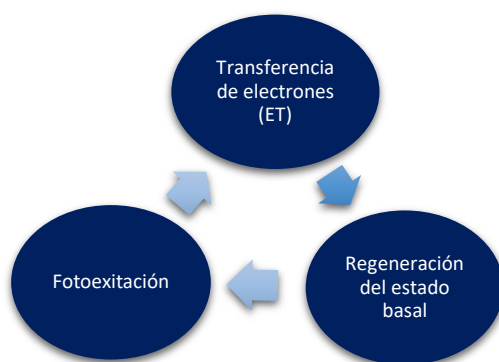 Transferencia
de electrones
(ET)
Fotoexitación
Regeneración
del estado
basal